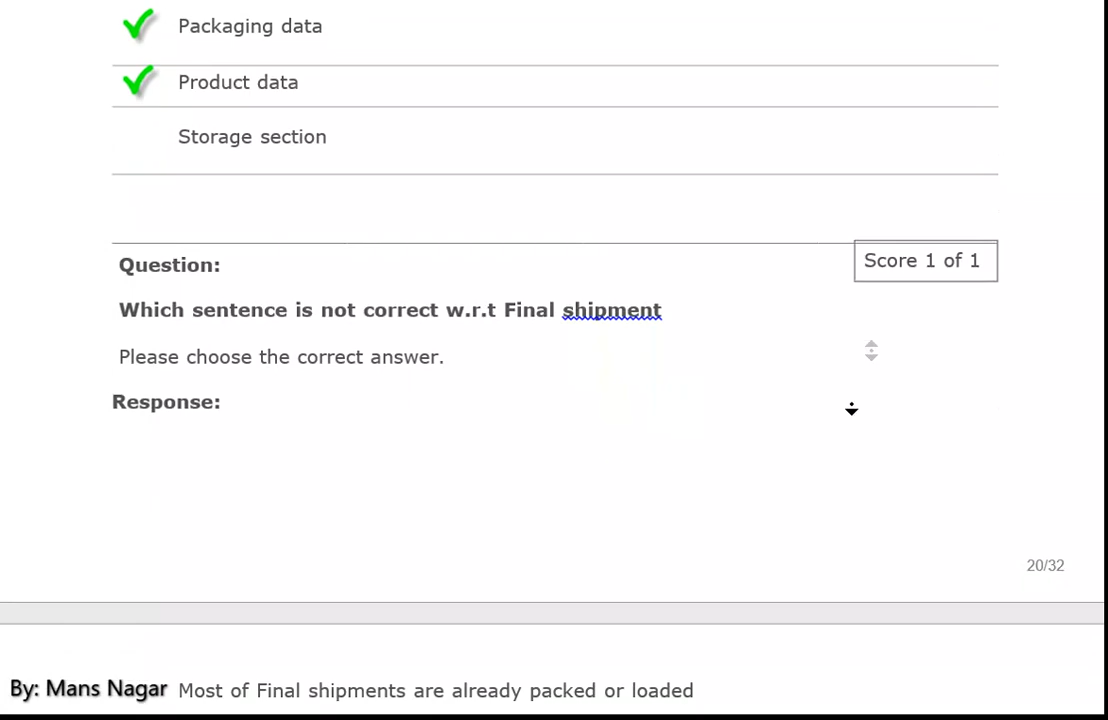 Packaging data
Product data
Storage section
Score 1 of 1
Question:
Which sentence is not correct w.r.t Final shipment
Please choose the correct answer.
Response:
20/32
By: Mans Nagar
Most of Final shipments are already packed or loaded